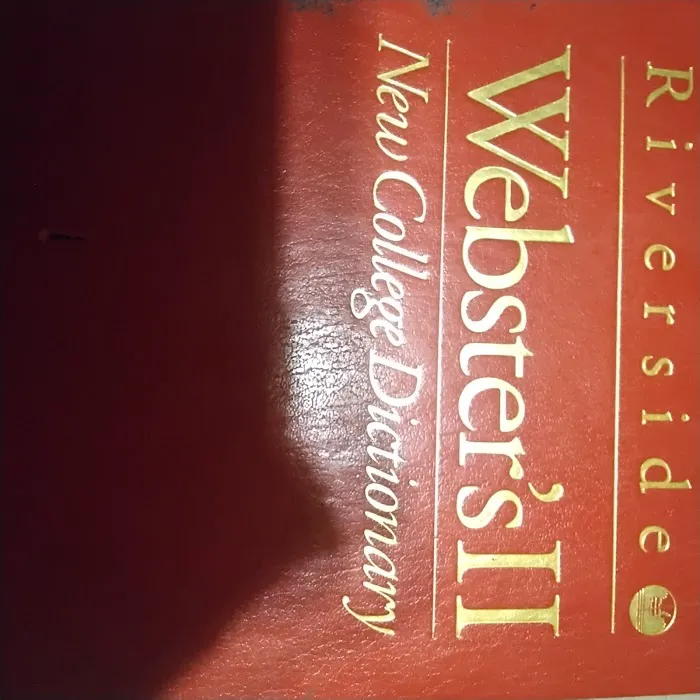 Riverside
Webster's II
New College Dictionary